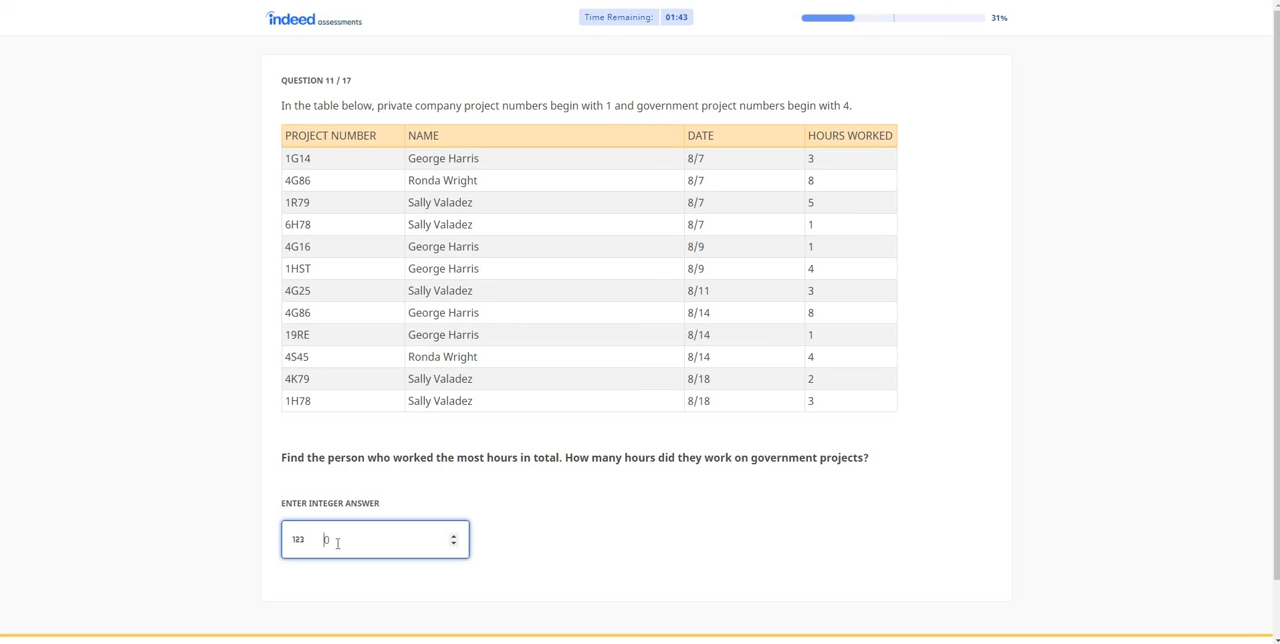 indeed assessments Time Remaining: 01:43 31%
QUESTION 11 / 17
In the table below, private company project numbers begin with 1 and government project numbers begin with 4.
PROJECT NUMBER NAME DATE HOURS WORKED
1G14 George Harris 8/7 3
4G86 Ronda Wright 8/7 8
1R79 Sally Valadez 8/7 5
6H78 Sally Valadez 8/7 1
4G16 George Harris 8/9 1
1HST George Harris 8/9 4
4G25 Sally Valadez 8/11 3
4G86 George Harris 8/14 8
19RE George Harris 8/14 1
4S45 Ronda Wright 8/14 4
4K79 Sally Valadez 8/18 2
1H78 Sally Valadez 8/18 3
Find the person who worked the most hours in total. How many hours did they work on government projects?
ENTER INTEGER ANSWER
123 0